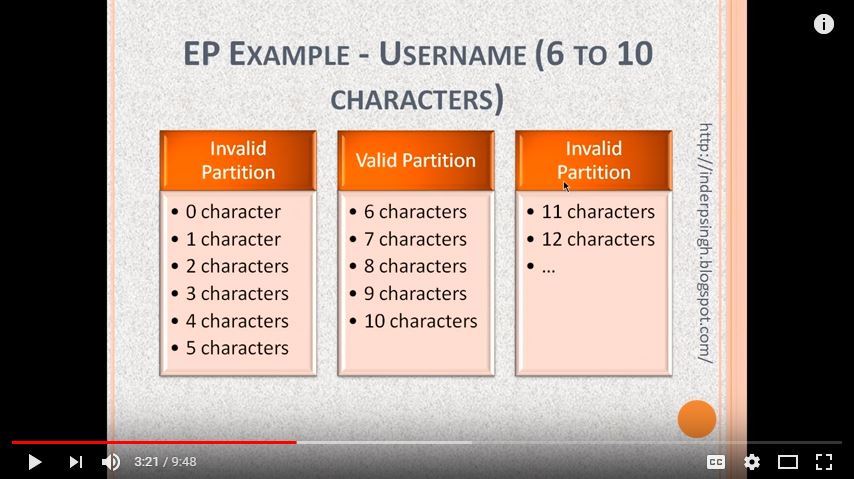 EP EXAMPLE - USERNAME (6 TO 10
CHARACTERS)
Invalid
Partition
• 0 character
• 1 character
• 2 characters
• 3 characters
• 4 characters
• 5 characters
Valid Partition
• 6 characters
• 7 characters
• 8 characters
• 9 characters
• 10 characters
Invalid
Partition
• 11 characters
• 12 characters
• ...
http://inderpsingh.blogspot.com/
3:21 / 9:48
CC